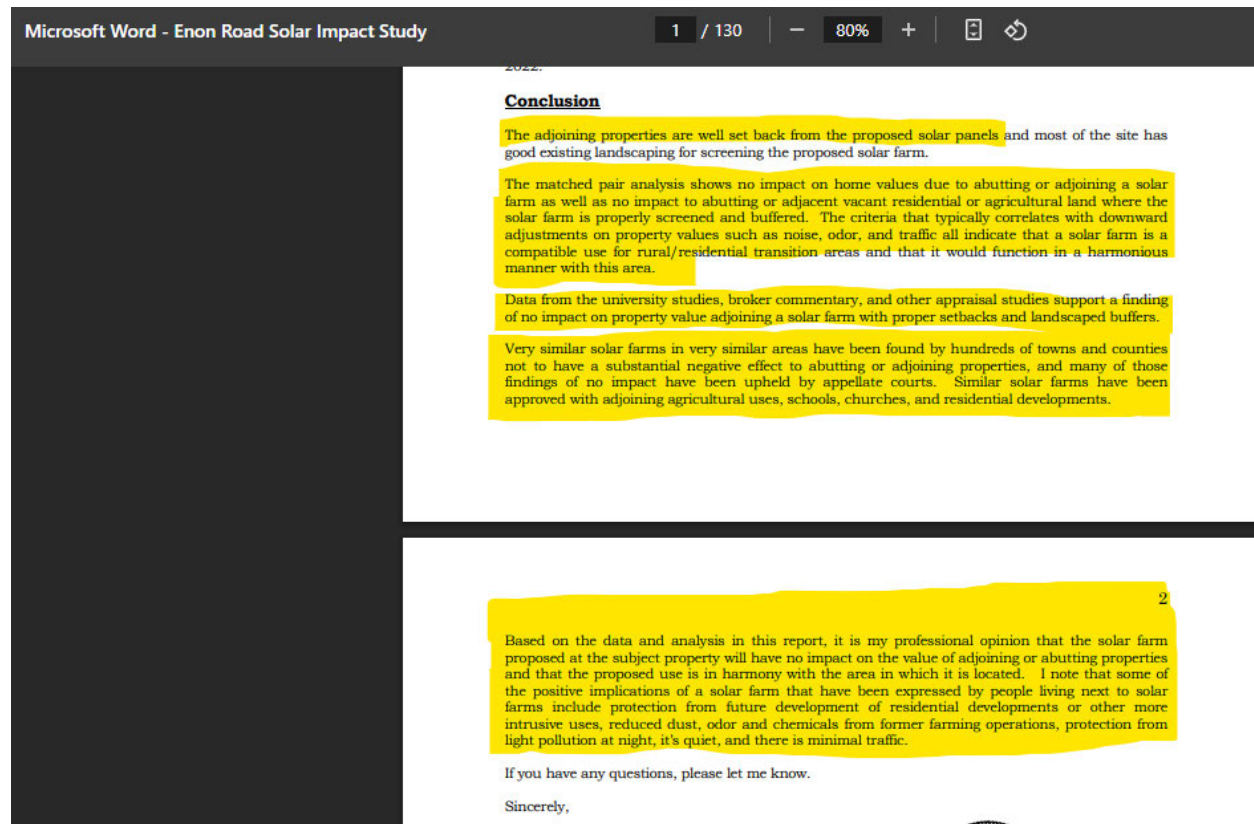 Microsoft Word - Enon Road Solar Impact Study
1 / 130
80%
2022.
Conclusion
The adjoining properties are well set back from the proposed solar panels and most of the site has
good existing landscaping for screening the proposed solar farm.
The matched pair analysis shows no impact on home values due to abutting or adjoining a solar
farm as well as no impact to abutting or adjacent vacant residential or agricultural land where the
solar farm is properly screened and buffered. The criteria that typically correlates with downward
adjustments on property values such as noise, odor, and traffic all indicate that a solar farm is a
compatible use for rural/residential transition areas and that it would function in a harmonious
manner with this area.
Data from the university studies, broker commentary, and other appraisal studies support a finding
of no impact on property value adjoining a solar farm with proper setbacks and landscaped buffers.
Very similar solar farms in very similar areas have been found by hundreds of towns and counties
not to have a substantial negative effect to abutting or adjoining properties, and many of those
findings of no impact have been upheld by appellate courts. Similar solar farms have been
approved with adjoining agricultural uses, schools, churches, and residential developments.
2
Based on the data and analysis in this report, it is my professional opinion that the solar farm
proposed at the subject property will have no impact on the value of adjoining or abutting properties
and that the proposed use is in harmony with the area in which it is located. I note that some of
the positive implications of a solar farm that have been expressed by people living next to solar
farms include protection from future development of residential developments or other more
intrusive uses, reduced dust, odor and chemicals from former farming operations, protection from
light pollution at night, it's quiet, and there is minimal traffic.
If you have any questions, please let me know.
Sincerely,